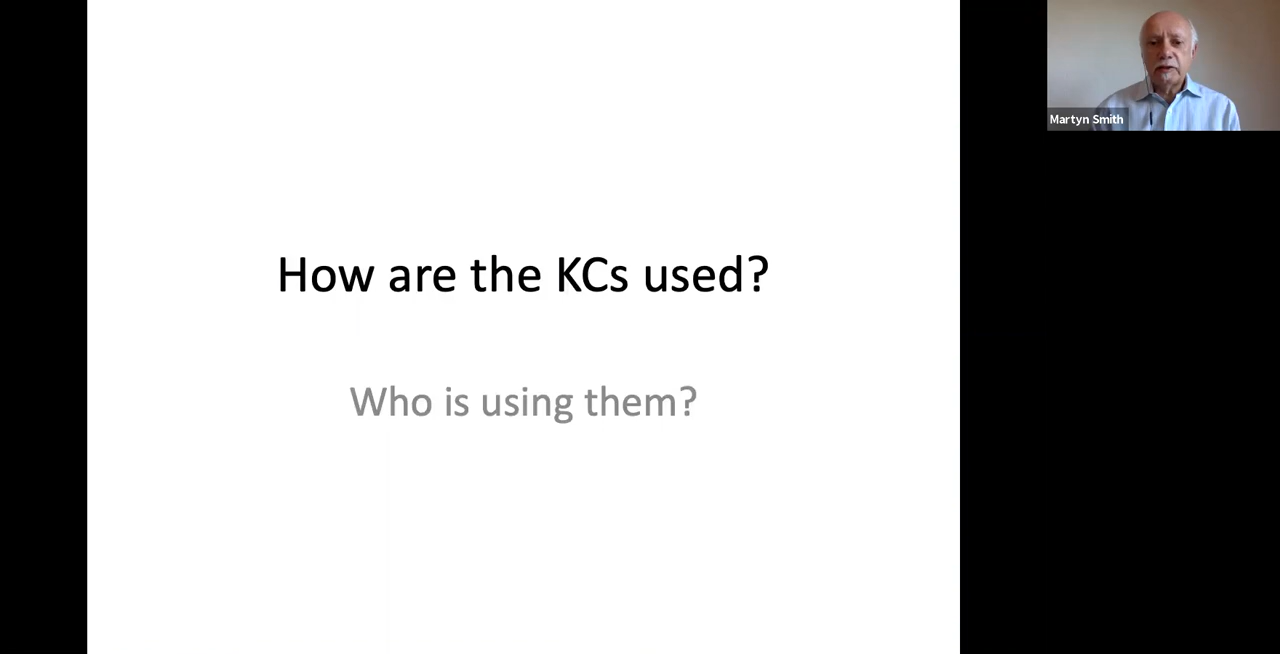 How are the KCs used?
Who is using them?
Martyn Smith